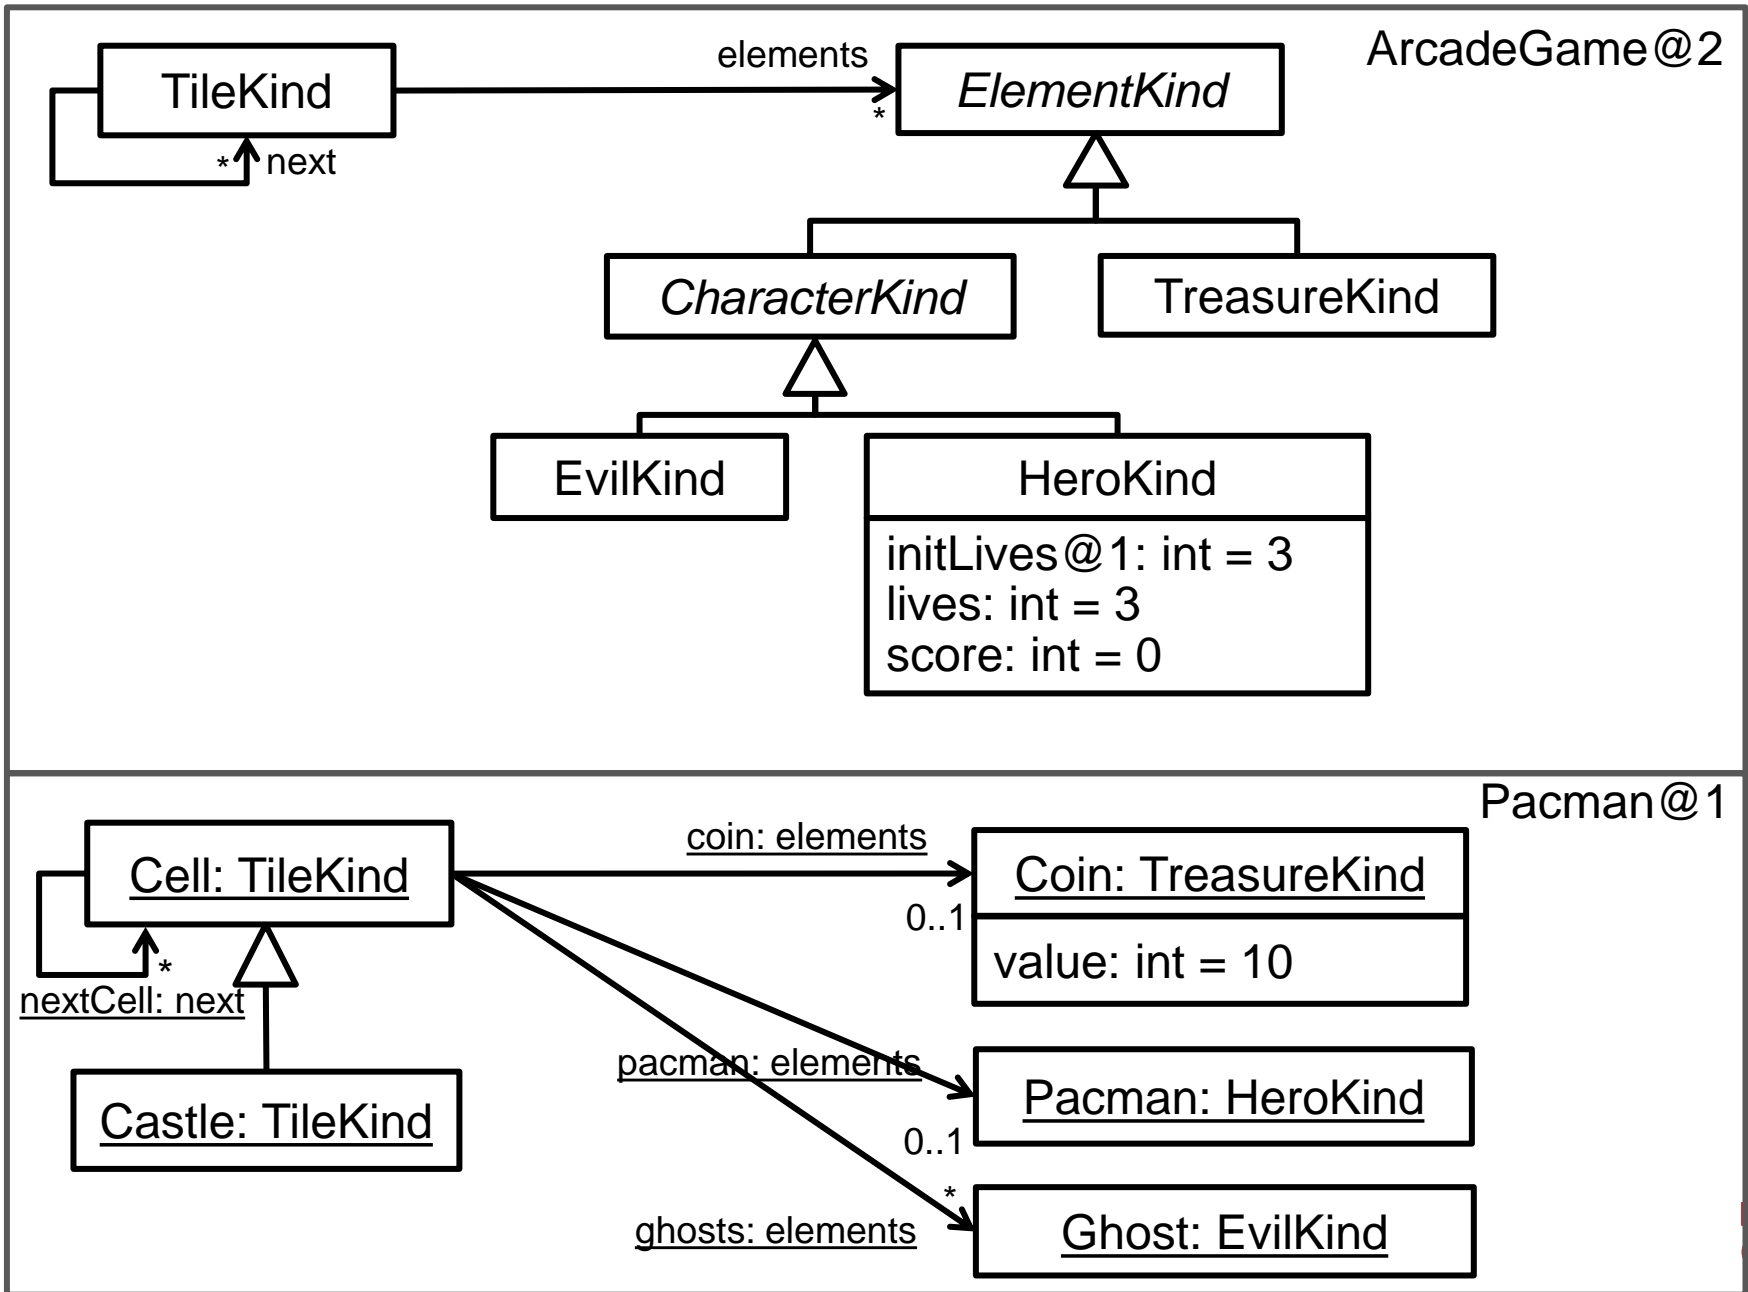 ArcadeGame@2
TileKind
elements
*
ElementKind
* next
CharacterKind
TreasureKind
EvilKind
HeroKind
initLives@1: int = 3
lives: int = 3
score: int = 0
Pacman@1
Cell: TileKind
coin: elements
0..1
Coin: TreasureKind
value: int = 10
*
nextCell: next
Castle: TileKind
pacman: elements
0..1
Pacman: HeroKind
*
ghosts: elements
Ghost: EvilKind